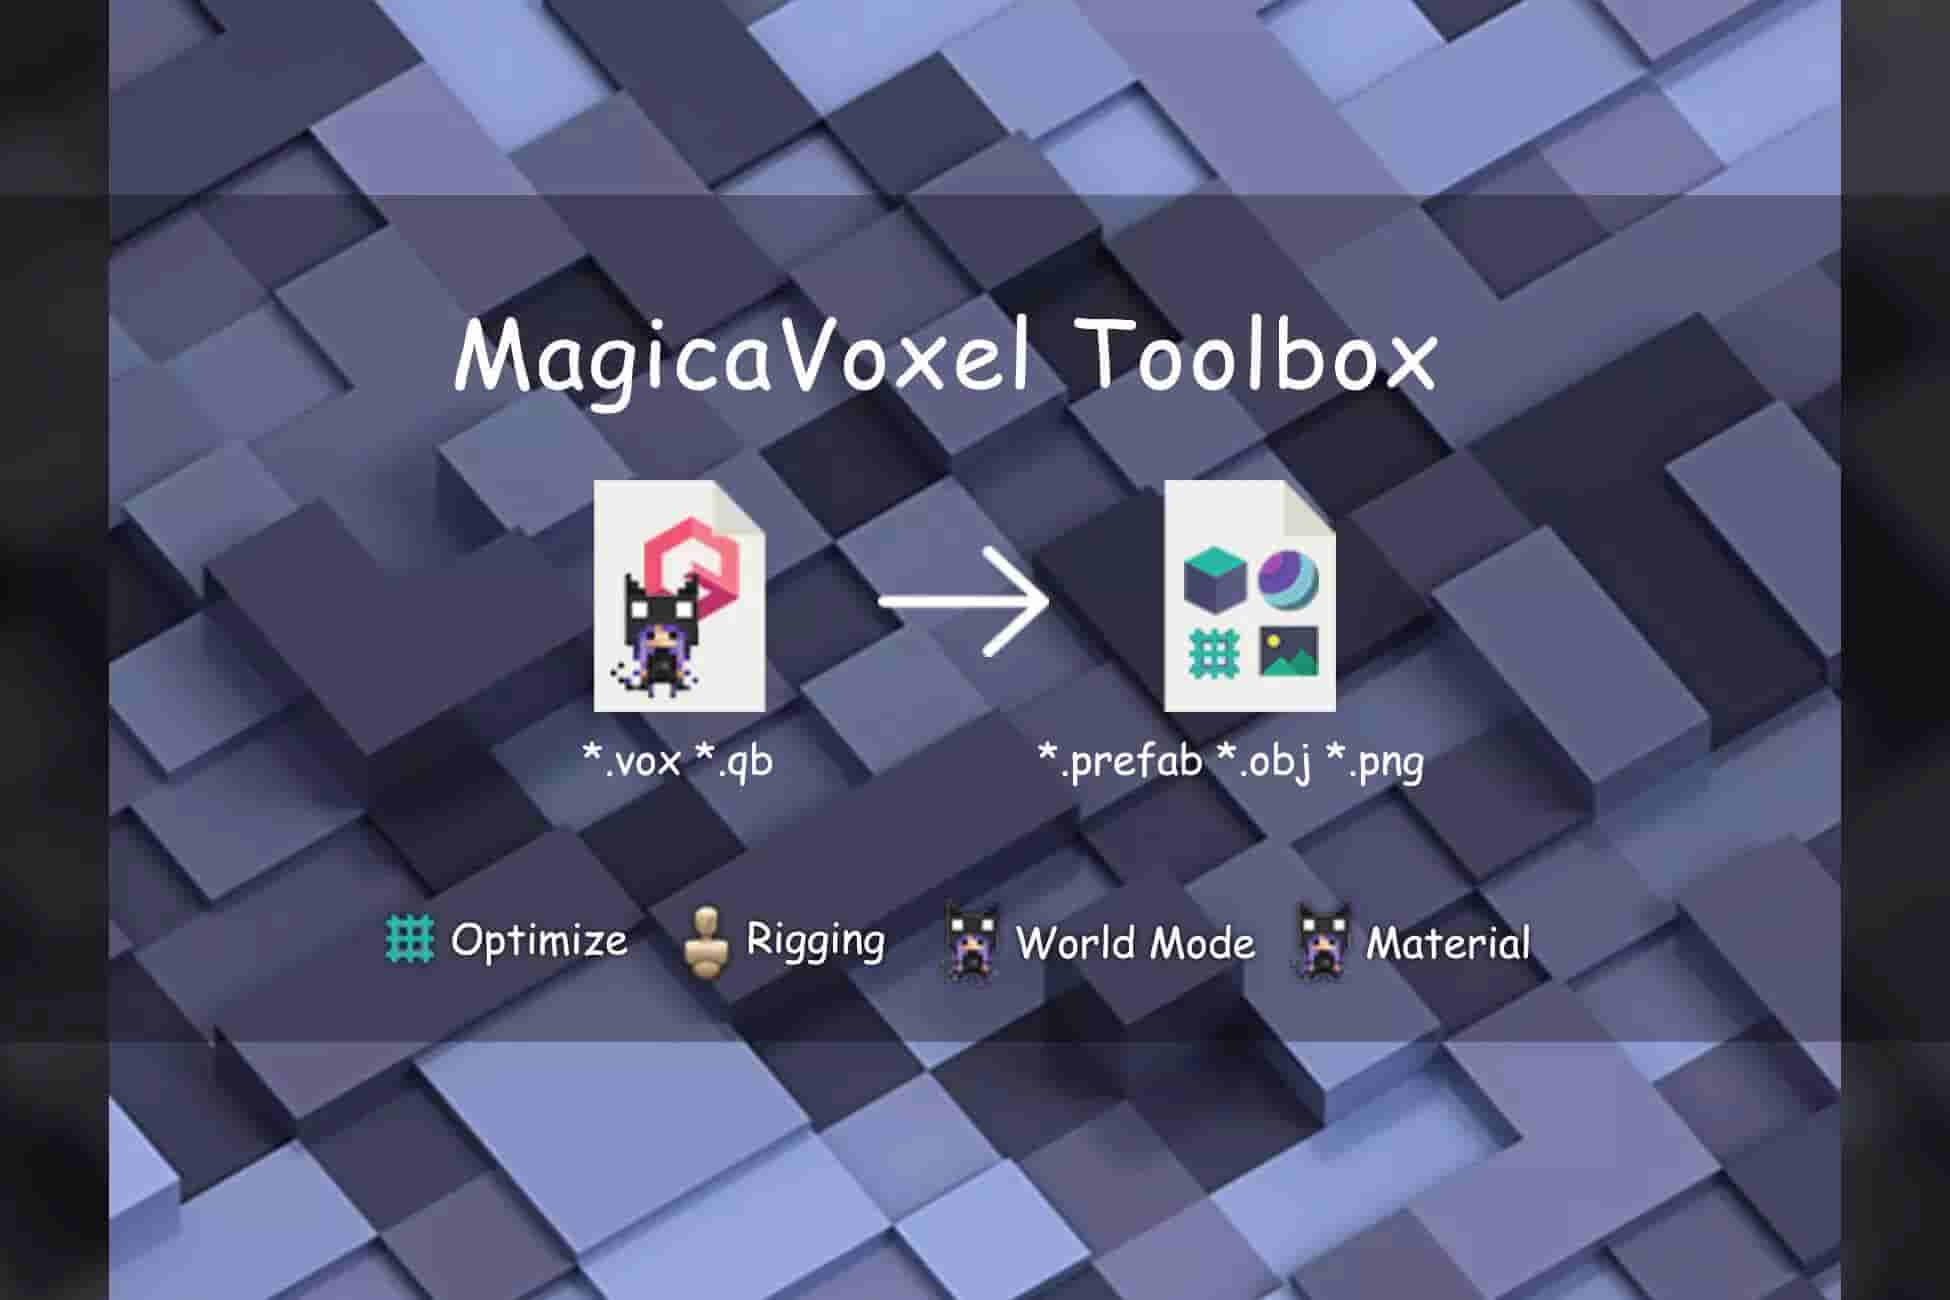 MagicaVoxel Toolbox
*.vox *.qb
*.prefab *.obj *.png
Optimize
Rigging
World Mode
Material